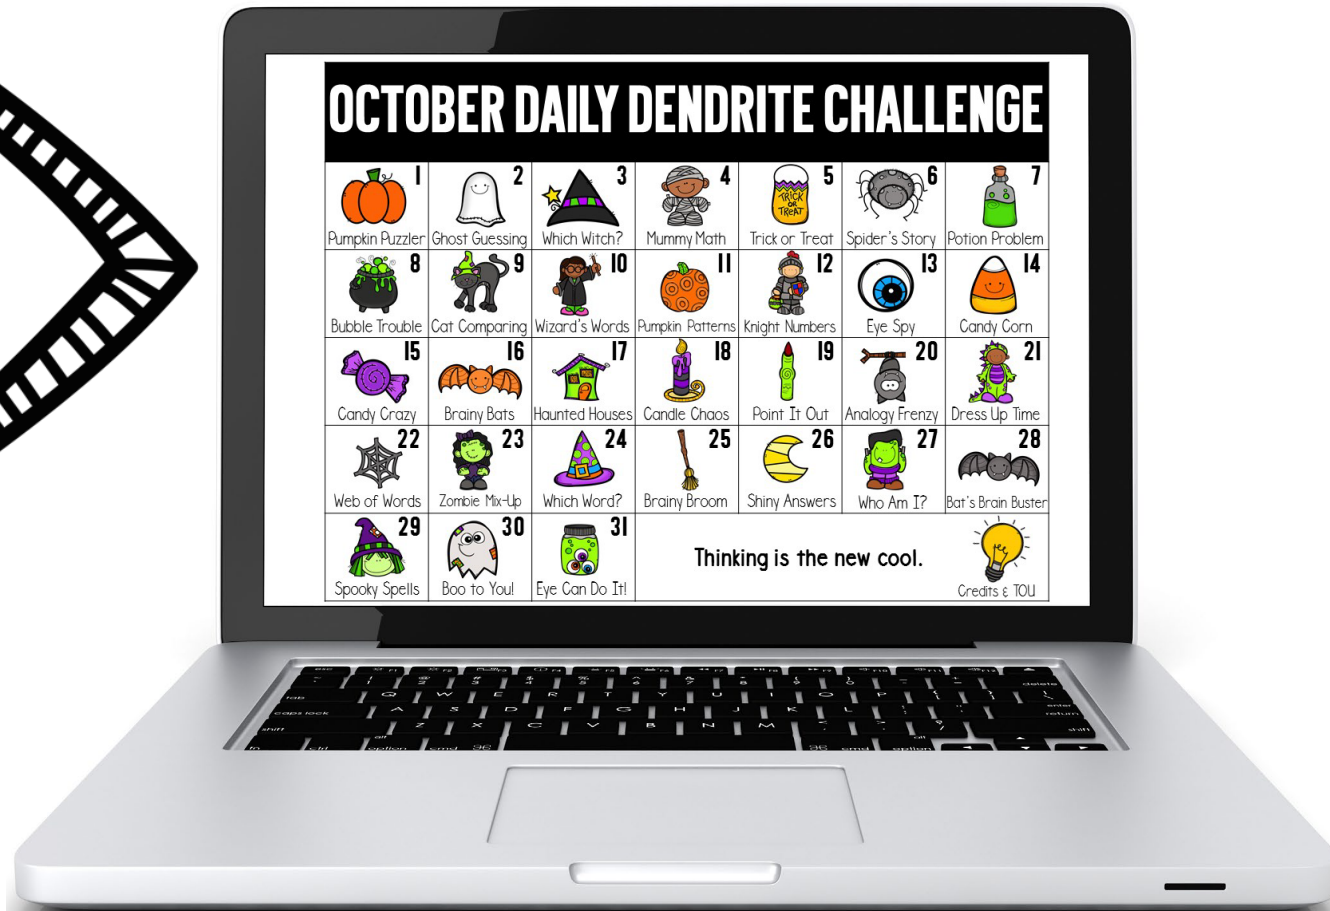 OCTOBER DAILY DENDRITE CHALLENGE
1 2 3 4 5 6 7
TRICK
OR
TREAT
Pumpkin Puzzler Ghost Guessing Which Witch? Mummy Math Trick or Treat Spider's Story Potion Problem
8 9 10 11 12 13 14
Bubble Trouble Cat Comparing Wizard's Words Pumpkin Patterns Knight Numbers Eye Spy Candy Corn
15 16 17 18 19 20 21
Candy Crazy Brainy Bats Haunted Houses Candle Chaos Point It Out Analogy Frenzy Dress Up Time
22 23 24 25 26 27 28
Web of Words Zombie Mix-Up Which Word? Brainy Broom Shiny Answers Who Am I? Bat's Brain Buster
29 30 31
Thinking is the new cool.
Spooky Spells Boo to You! Eye Can Do It! Credits & TOU
Q W E R T Y U I O P
caps lock A S D F G H J K L
shift Z X C V B N M